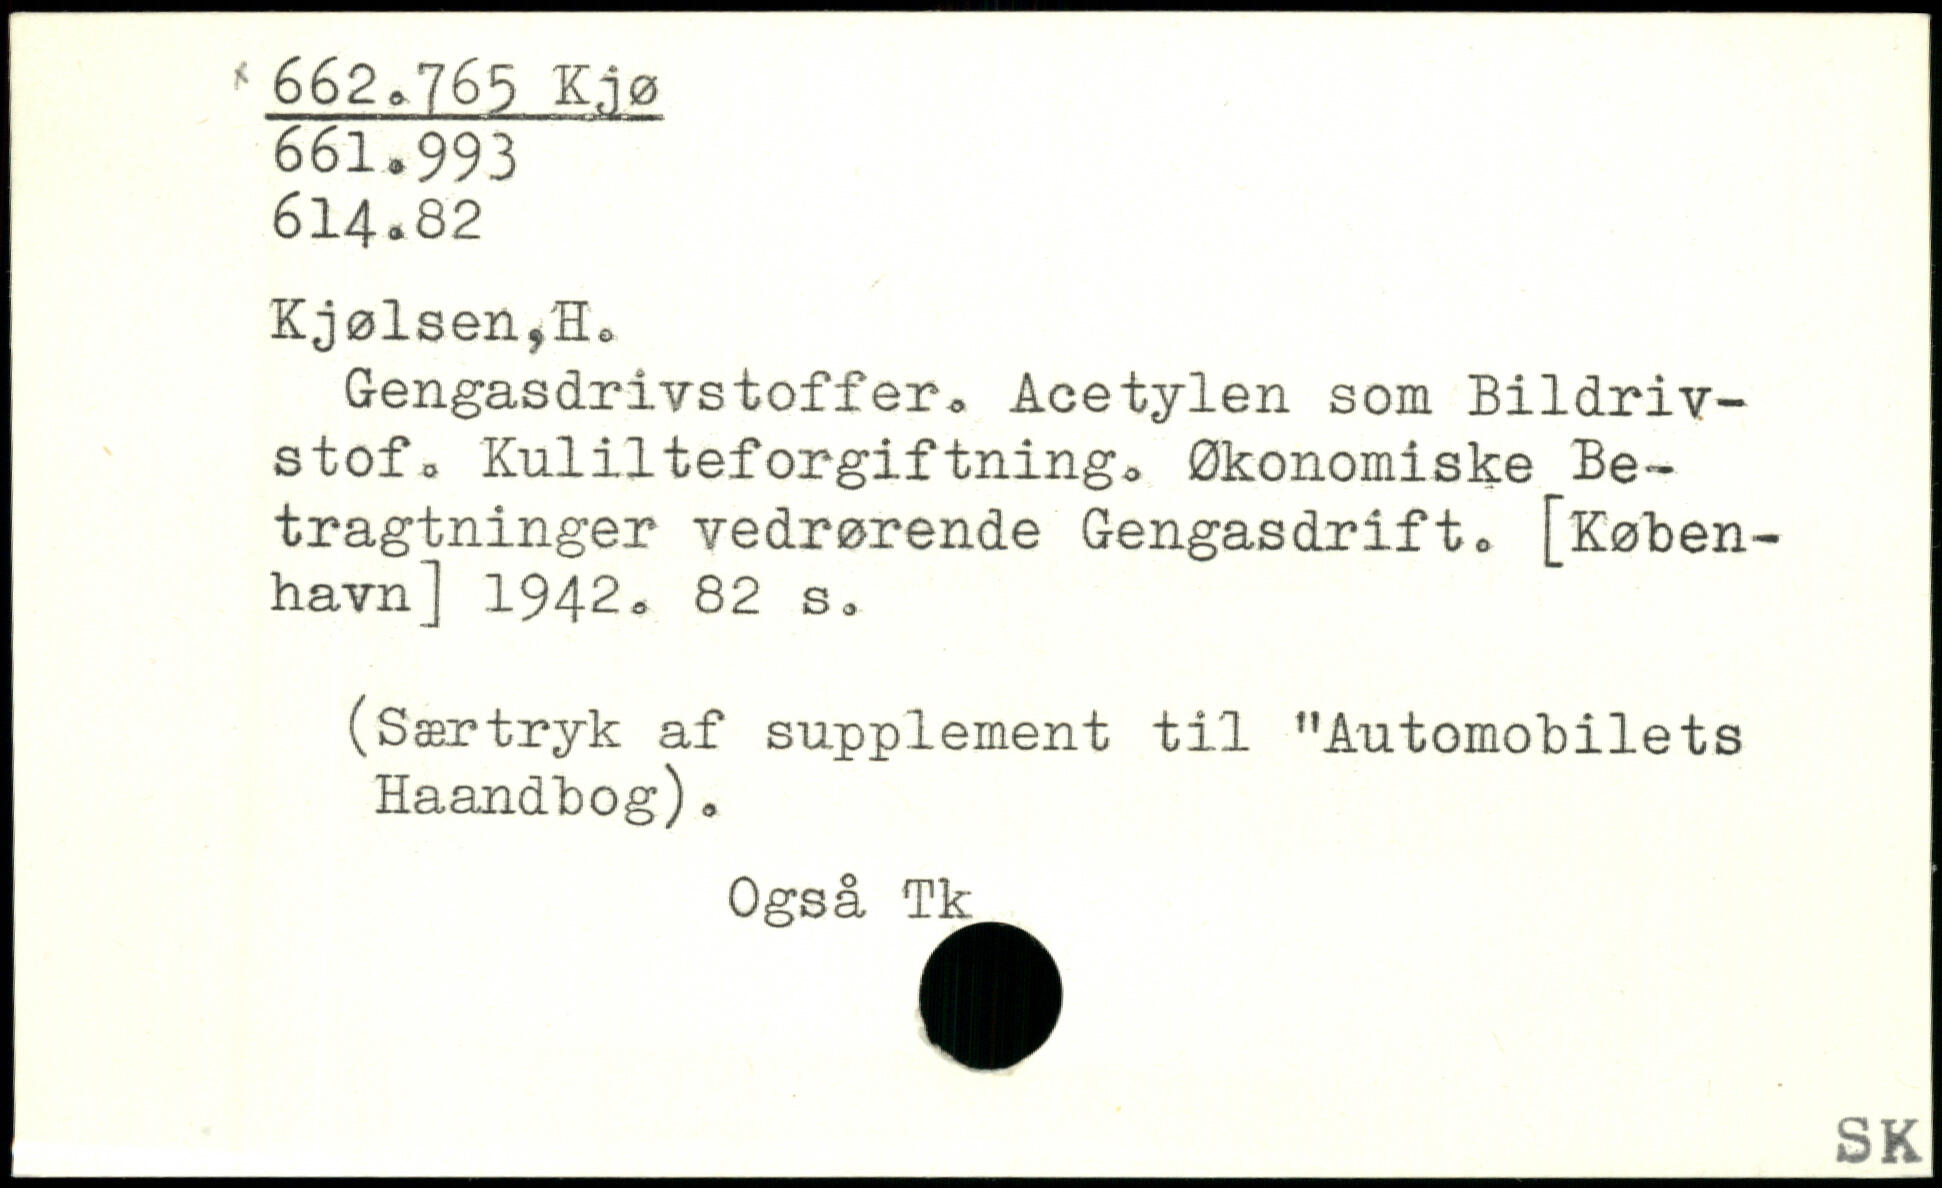 x 662.765 Kjø
661.993
614.82
Kjølsen,H.
Gengasdrivstoffer. Acetylen som Bildriv-
stof. Kulilteforgiftning. Økonomiske Be-
tragtninger vedrørende Gengasdrift. [Køben-
havn] 1942. 82 s.
(Særtryk af supplement til "Automobilets
Haandbog).
Også Tk
SK